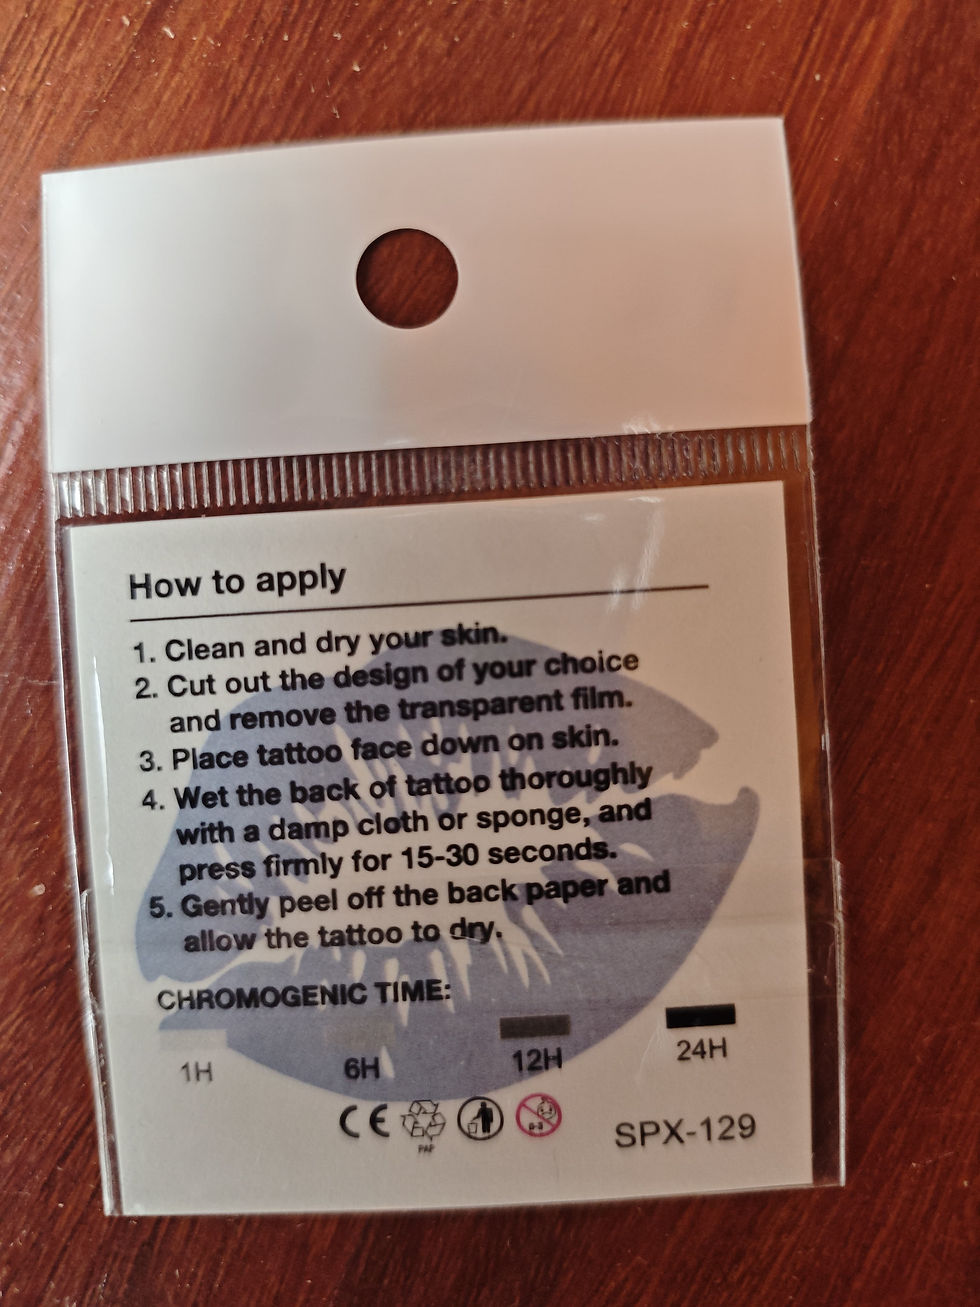 How to apply
1. Clean and dry your skin.
2. Cut out the design of your choice
and remove the transparent film.
3. Place tattoo face down on skin.
4. Wet the back of tattoo thoroughly
with a damp cloth or sponge, and
press firmly for 15-30 seconds.
5. Gently peel off the back paper and
allow the tattoo to dry.
CHROMOGENIC TIME:
1H 6H 12H 24H
CE
PAP
SPX-129